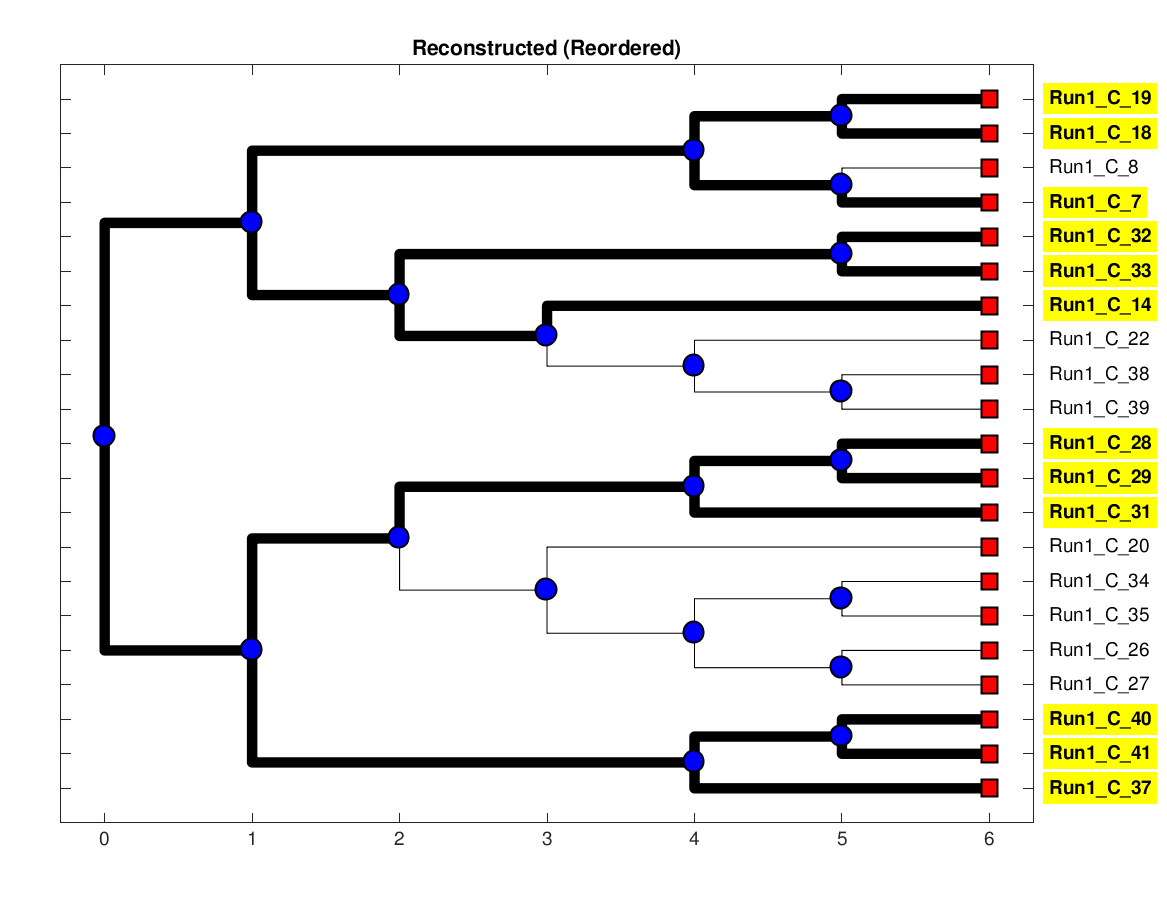 Reconstructed (Reordered)
Run1_C_19
Run1_C_18
Run1_C_8
Run1_C_7
Run1_C_32
Run1_C_33
Run1_C_14
Run1_C_22
Run1_C_38
Run1_C_39
Run1_C_28
Run1_C_29
Run1_C_31
Run1_C_20
Run1_C_34
Run1_C_35
Run1_C_26
Run1_C_27
Run1_C_40
Run1_C_41
Run1_C_37
0 1 2 3 4 5 6